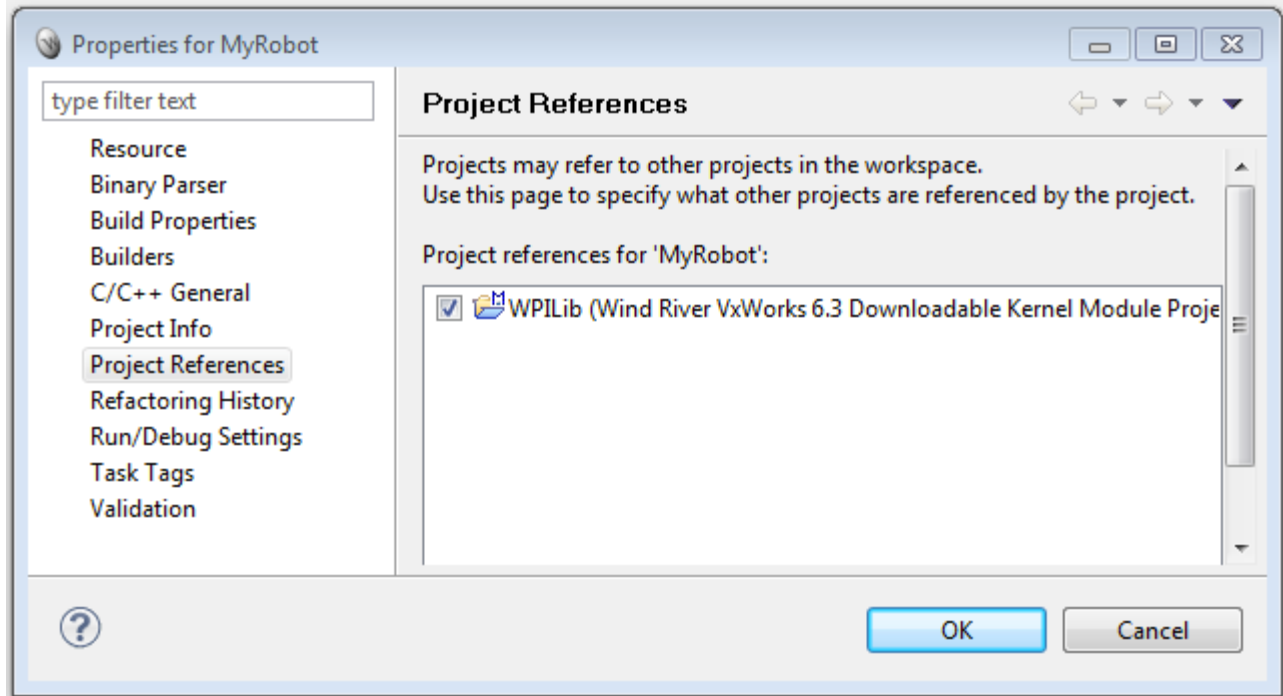 Properties for MyRobot
type filter text
Resource
Binary Parser
Build Properties
Builders
C/C++ General
Project Info
Project References
Refactoring History
Run/Debug Settings
Task Tags
Validation
Project References
Projects may refer to other projects in the workspace.
Use this page to specify what other projects are referenced by the project.
Project references for 'MyRobot':
WPILib (Wind River VxWorks 6.3 Downloadable Kernel Module Proje
OK
Cancel